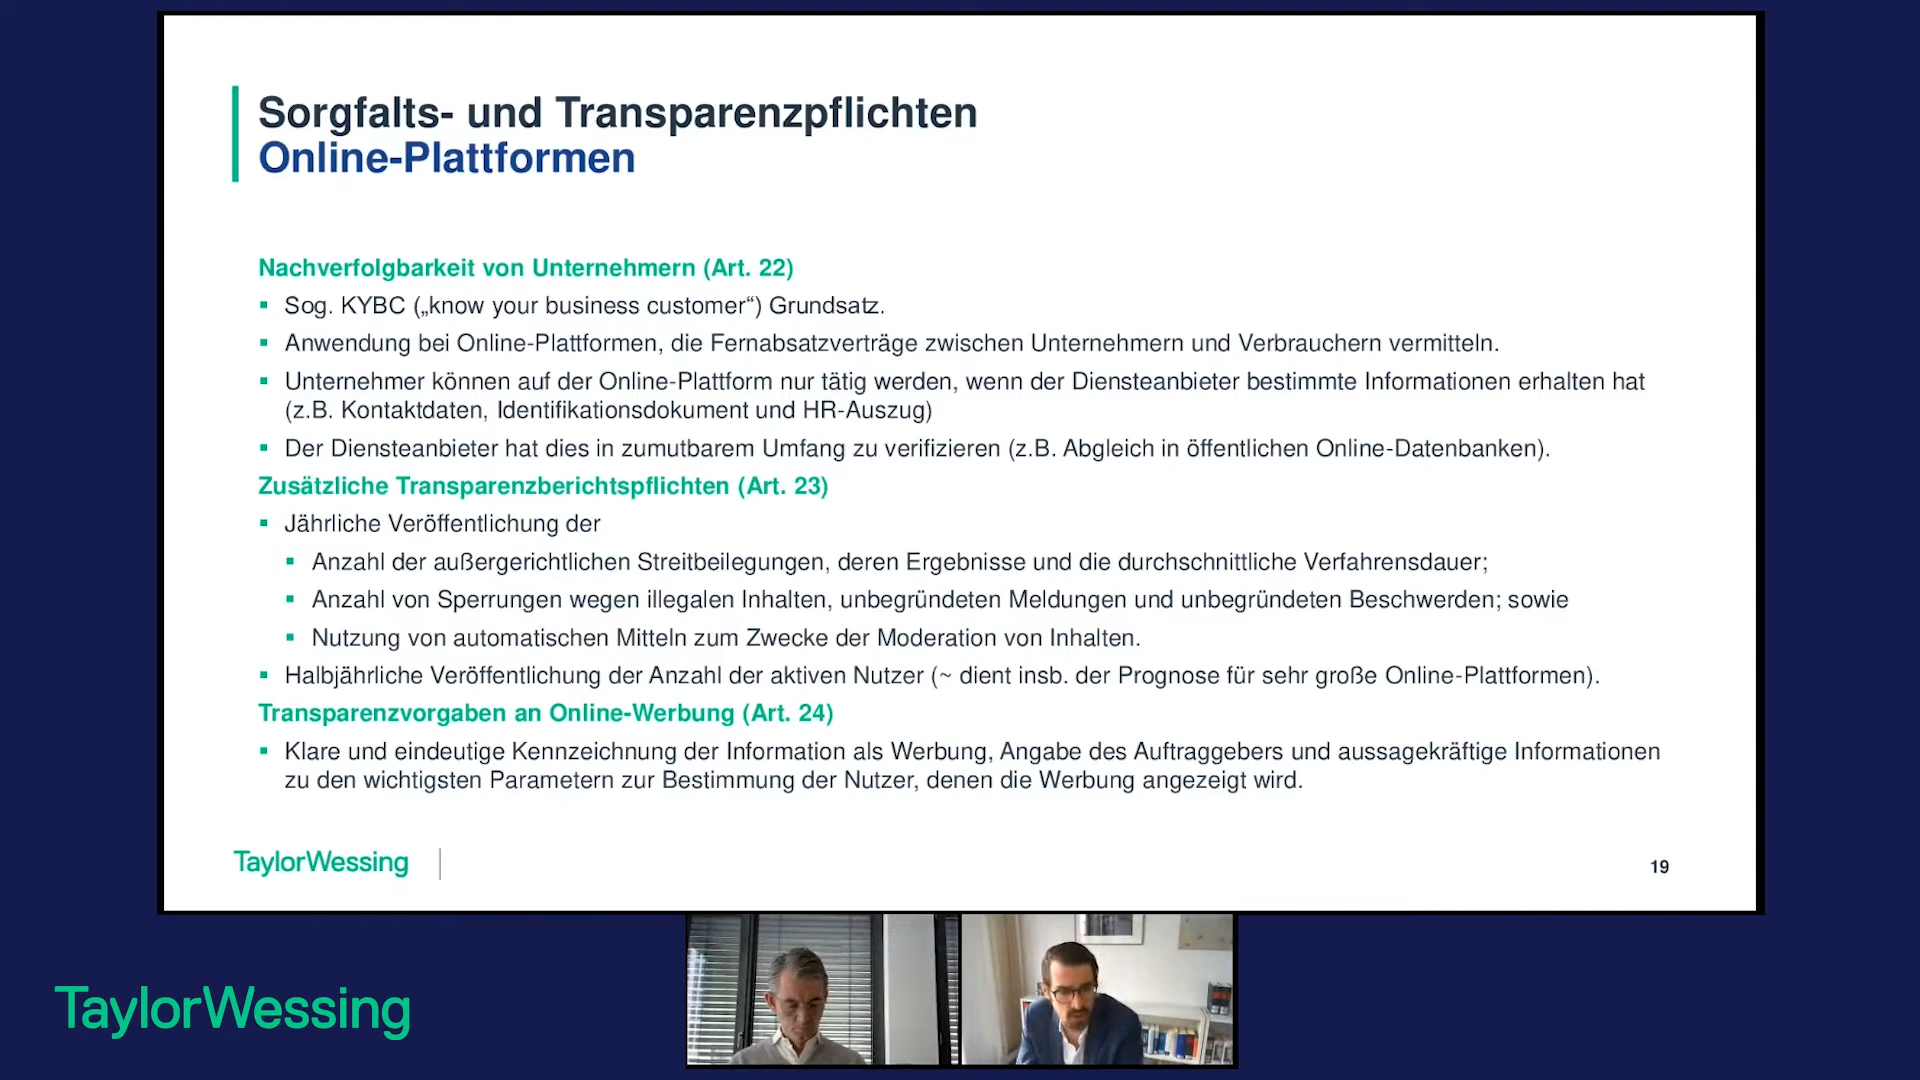 Sorgfalts- und Transparenzpflichten
Online-Plattformen
Nachverfolgbarkeit von Unternehmern (Art. 22)
▪ Sog. KYBC („know your business customer“) Grundsatz.
▪ Anwendung bei Online-Plattformen, die Fernabsatzverträge zwischen Unternehmern und Verbrauchern vermitteln.
▪ Unternehmer können auf der Online-Plattform nur tätig werden, wenn der Diensteanbieter bestimmte Informationen erhalten hat
(z.B. Kontaktdaten, Identifikationsdokument und HR-Auszug)
▪ Der Diensteanbieter hat dies in zumutbarem Umfang zu verifizieren (z.B. Abgleich in öffentlichen Online-Datenbanken).
Zusätzliche Transparenzberichtspflichten (Art. 23)
▪ Jährliche Veröffentlichung der
▪ Anzahl der außergerichtlichen Streitbeilegungen, deren Ergebnisse und die durchschnittliche Verfahrensdauer;
▪ Anzahl von Sperrungen wegen illegalen Inhalten, unbegründeten Meldungen und unbegründeten Beschwerden; sowie
▪ Nutzung von automatischen Mitteln zum Zwecke der Moderation von Inhalten.
▪ Halbjährliche Veröffentlichung der Anzahl der aktiven Nutzer (~ dient insb. der Prognose für sehr große Online-Plattformen).
Transparenzvorgaben an Online-Werbung (Art. 24)
▪ Klare und eindeutige Kennzeichnung der Information als Werbung, Angabe des Auftraggebers und aussagekräftige Informationen
zu den wichtigsten Parametern zur Bestimmung der Nutzer, denen die Werbung angezeigt wird.
TaylorWessing
19
TaylorWessing